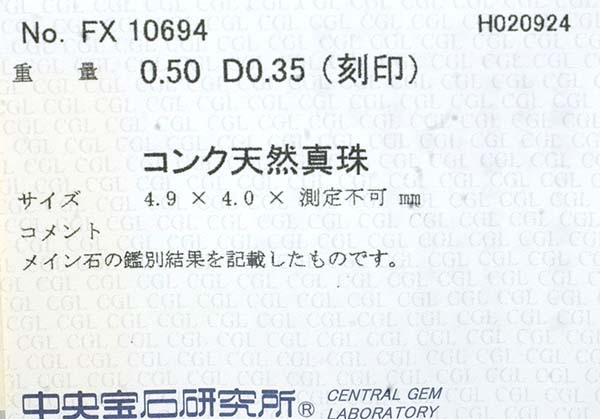 No. FX 10694 H020924
重 量 0.50 D0.35 (刻印)
コンク天然真珠
サイズ 4.9 × 4.0 × 測定不可 mm
コメント
メイン石の鑑別結果を記載したものです。
中央宝石研究所® CENTRAL GEM
LABORATORY